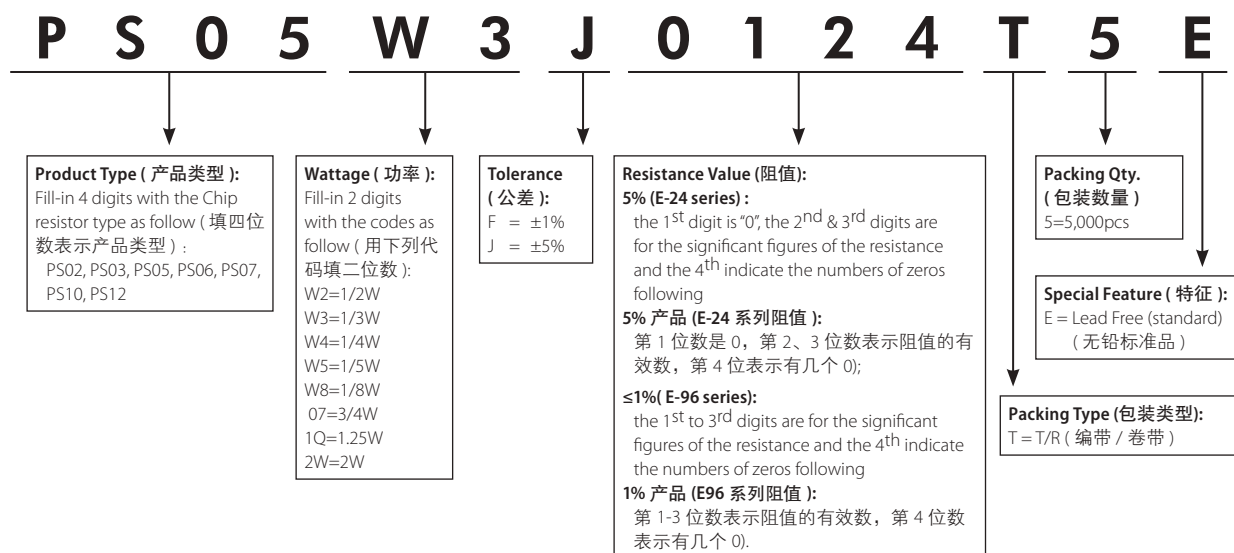 PS05W3J0124T5E
Product Type ( 产品类型 ):
Fill-in 4 digits with the Chip
resistor type as follow ( 填四位
数表示产品类型 ) :
PS02, PS03, PS05, PS06, PS07,
PS10, PS12
Wattage ( 功率 ):
Fill-in 2 digits
with the codes as
follow ( 用下列代
码填二位数 ):
W2=1/2W
W3=1/3W
W4=1/4W
W5=1/5W
W8=1/8W
07=3/4W
1Q=1.25W
2W=2W
Tolerance
( 公差 ):
F = ±1%
J = ±5%
Resistance Value (阻值):
5% (E-24 series) :
the 1st digit is "0", the 2nd & 3rd digits are
for the significant figures of the resistance
and the 4th indicate the numbers of zeros
following
5% 产品 (E-24 系列阻值 ):
第 1 位数是 0，第 2、3 位数表示阻值的有
效数，第 4 位表示有几个 0);
≤1%( E-96 series):
the 1st to 3rd digits are for the significant
figures of the resistance and the 4th indicate
the numbers of zeros following
1% 产品 (E96 系列阻值 ):
第 1-3 位数表示阻值的有效数，第 4 位数
表示有几个 0).
Packing Qty.
( 包装数量 )
5=5,000pcs
Special Feature ( 特征 ):
E = Lead Free (standard)
( 无铅标准品 )
Packing Type (包装类型):
T = T/R ( 编带 / 卷带 )